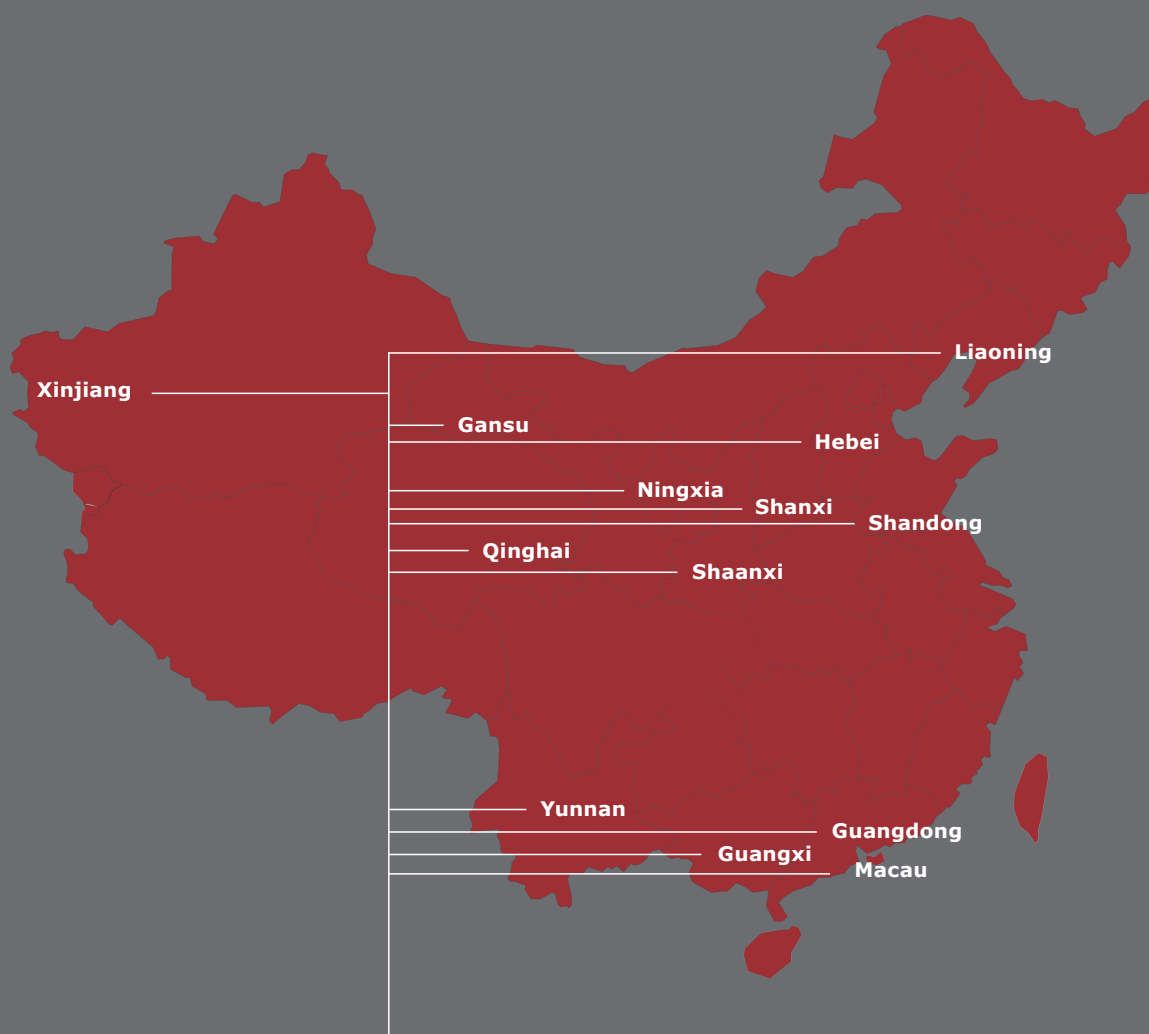 Liaoning
Xinjiang
Gansu
Hebei
Ningxia
Shanxi
Shandong
Qinghai
Shaanxi
Yunnan
Guangdong
Guangxi
Macau